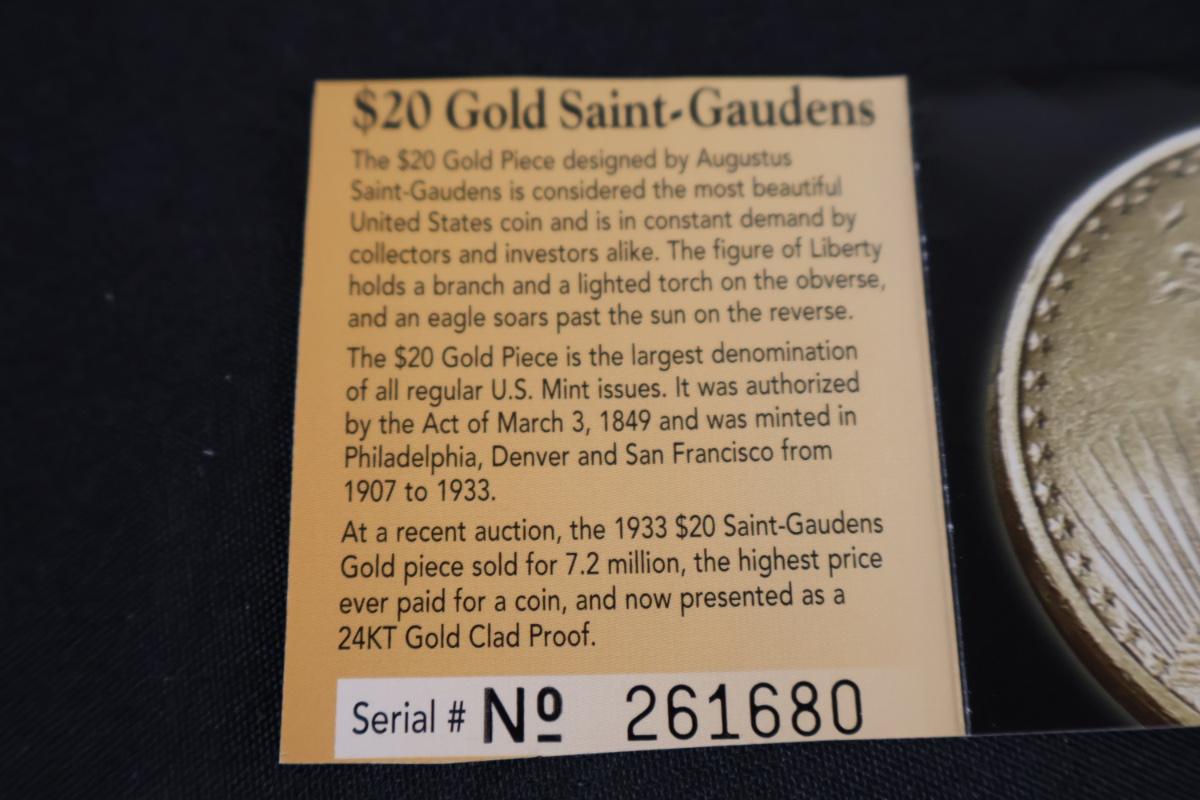 $20 Gold Saint-Gaudens
The $20 Gold Piece designed by Augustus
Saint-Gaudens is considered the most beautiful
United States coin and is in constant demand by
collectors and investors alike. The figure of Liberty
holds a branch and a lighted torch on the obverse,
and an eagle soars past the sun on the reverse.
The $20 Gold Piece is the largest denomination
of all regular U.S. Mint issues. It was authorized
by the Act of March 3, 1849 and was minted in
Philadelphia, Denver and San Francisco from
1907 to 1933.
At a recent auction, the 1933 $20 Saint-Gaudens
Gold piece sold for 7.2 million, the highest price
ever paid for a coin, and now presented as a
24KT Gold Clad Proof.
Serial # Nº 261680